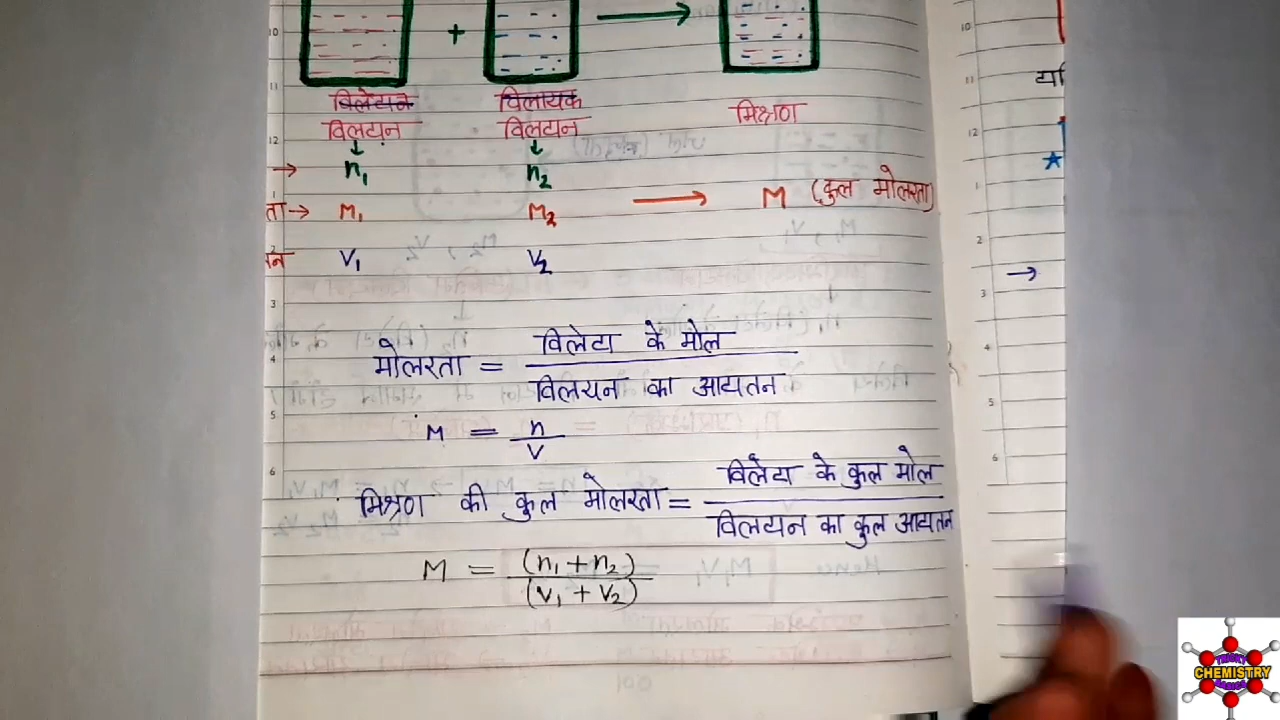 + →
विलेयन विलायक
विलयन विलयन मिश्रण
↓ ↓
→ n₁ n₂
ता→ M₁ M₂ → M (कुल मोलरता)
V₁ V₂
मोलरता = विलेय के मोल / विलयन का आयतन
M = n / V
मिश्रण की कुल मोलरता = विलेय के कुल मोल / विलयन का कुल आयतन
M = (n₁ + n₂) / (V₁ + V₂)
यदि
→
CHEMISTRY